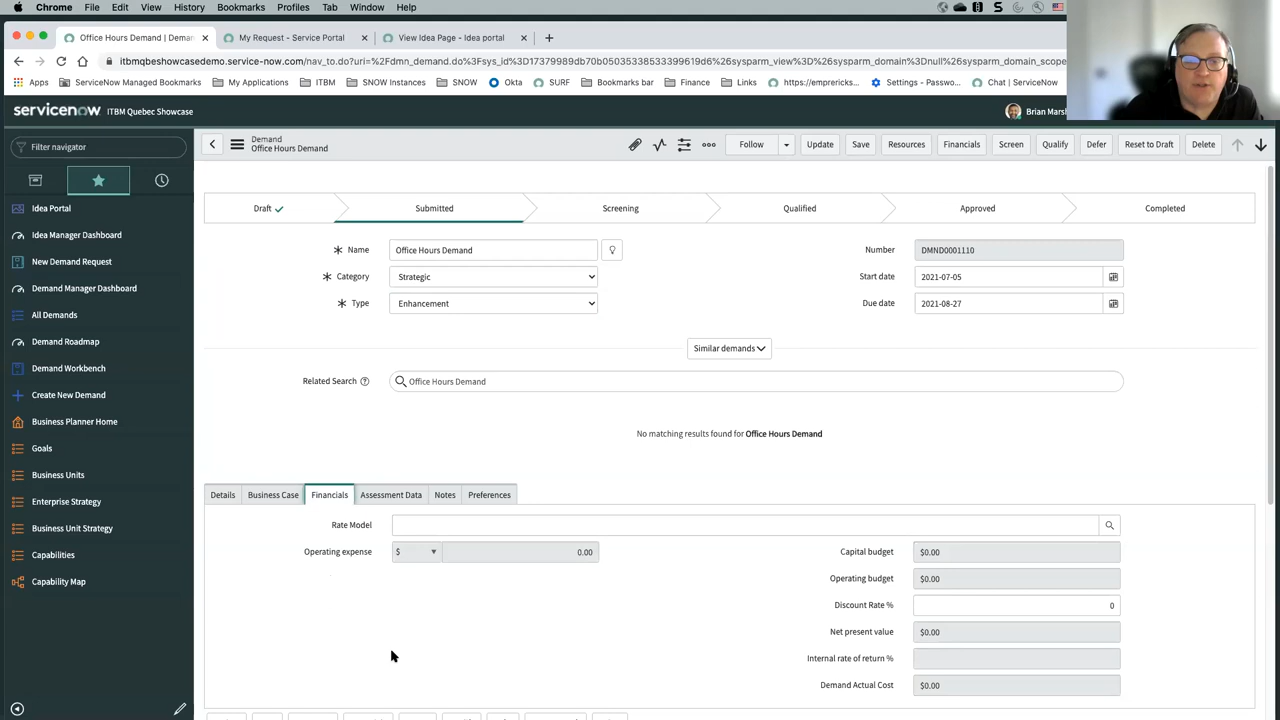 Chrome File Edit View History Bookmarks Profiles Tab Window Help
Office Hours Demand | Deman × My Request - Service Portal × View Idea Page - Idea portal × +
itbmqbeshowcasedemo.service-now.com/nav_to.do?uri=%2Fdmn_demand.do%3Fsys_id%3D17379989db70b05035338533399619d6%26sysparm_view%3D%26sysparm_domain%3Dnull%26sysparm_domain_scope
Apps ServiceNow Managed Bookmarks My Applications ITBM SNOW Instances SNOW Okta SURF Bookmarks bar Finance Links https://emprericks... Settings - Passwo... Chat | ServiceNow
servicenow ITBM Quebec Showcase
Brian Marsh
Filter navigator
Demand
Office Hours Demand
Follow Update Save Resources Financials Screen Qualify Defer Reset to Draft Delete
Idea Portal
Idea Manager Dashboard
New Demand Request
Demand Manager Dashboard
All Demands
Demand Roadmap
Demand Workbench
Create New Demand
Business Planner Home
Goals
Business Units
Enterprise Strategy
Business Unit Strategy
Capabilities
Capability Map
Draft Submitted Screening Qualified Approved Completed
Name Office Hours Demand Number DMND0001110
Category Strategic Start date 2021-07-05
Type Enhancement Due date 2021-08-27
Similar demands
Related Search Office Hours Demand
No matching results found for Office Hours Demand
Details Business Case Financials Assessment Data Notes Preferences
Rate Model
Operating expense $ 0.00 Capital budget $0.00
Operating budget $0.00
Discount Rate % 0
Net present value $0.00
Internal rate of return %
Demand Actual Cost $0.00